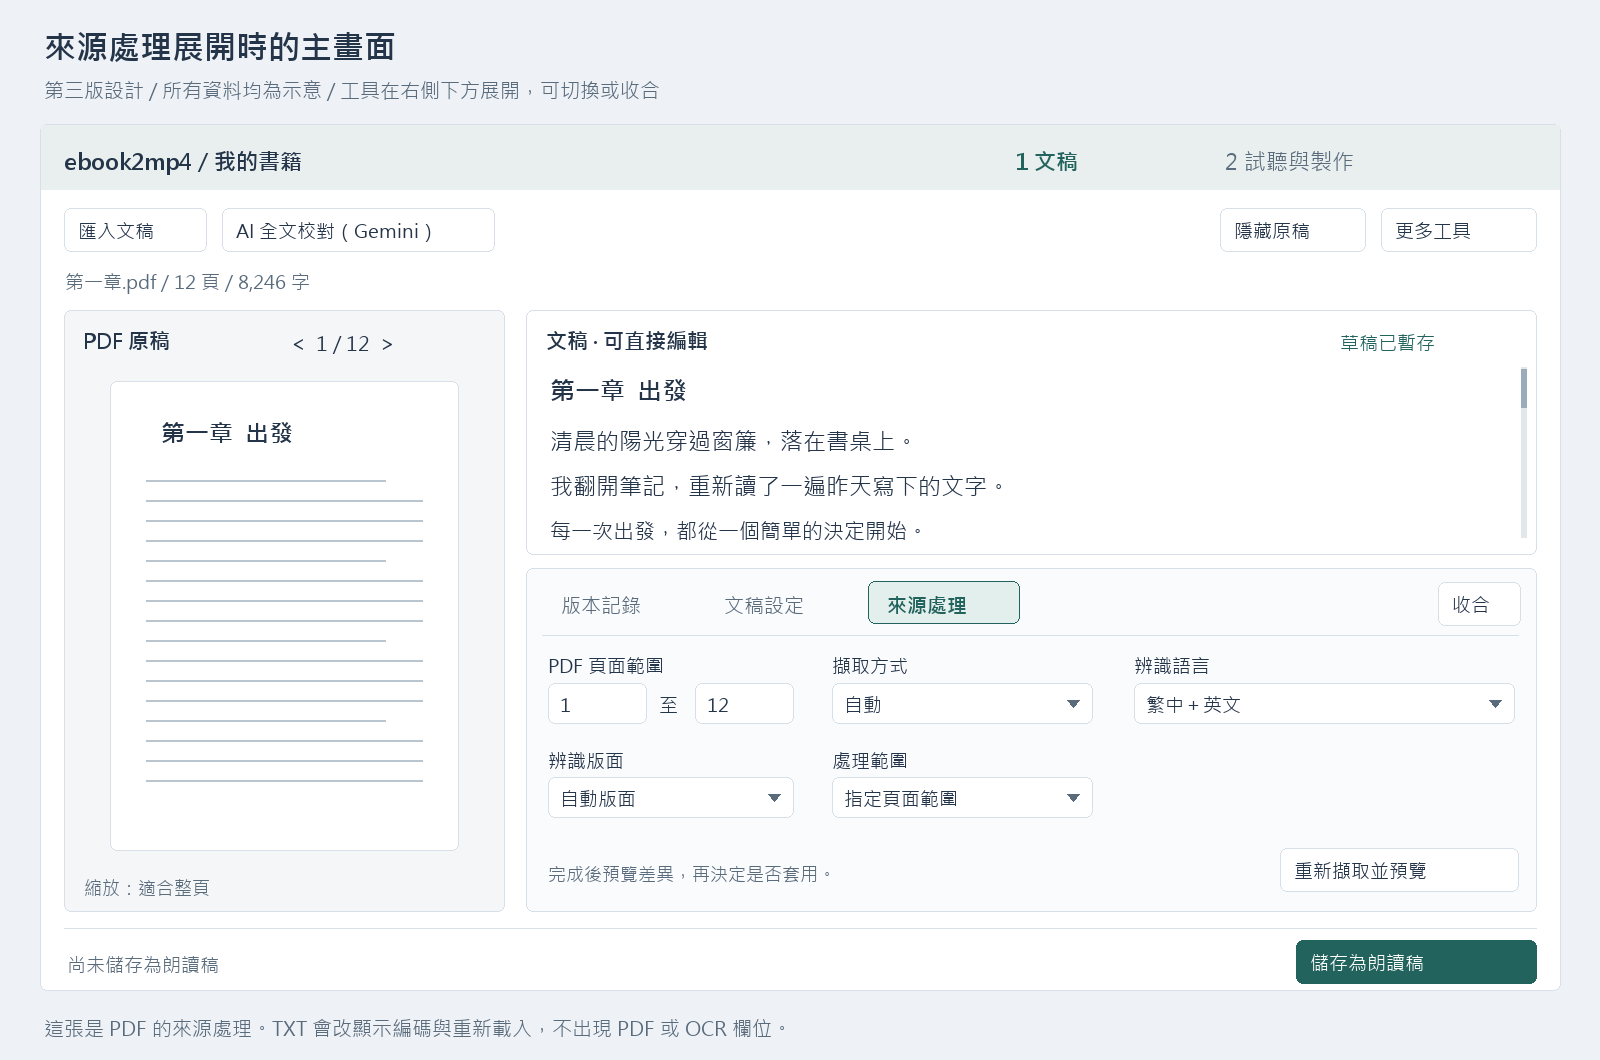 來源處理展開時的主畫面
第三版設計 / 所有資料均為示意 / 工具在右側下方展開，可切換或收合
ebook2mp4 / 我的書籍
1 文稿
2 試聽與製作
匯入文稿
AI 全文校對 ( Gemini )
隱藏原稿
更多工具
第一章.pdf / 12 頁 / 8,246 字
PDF 原稿
< 1 / 12 >
第一章 出發
縮放：適合整頁
文稿 · 可直接編輯
草稿已暫存
第一章 出發
清晨的陽光穿過窗簾，落在書桌上。
我翻開筆記，重新讀了一遍昨天寫下的文字。
每一次出發，都從一個簡單的決定開始。
版本記錄
文稿設定
來源處理
收合
PDF 頁面範圍
擷取方式
辨識語言
1 至 12
自動
繁中 + 英文
辨識版面
處理範圍
自動版面
指定頁面範圍
完成後預覽差異，再決定是否套用。
重新擷取並預覽
尚未儲存為朗讀稿
儲存為朗讀稿
這張是 PDF 的來源處理。TXT 會改顯示編碼與重新載入，不出現 PDF 或 OCR 欄位。